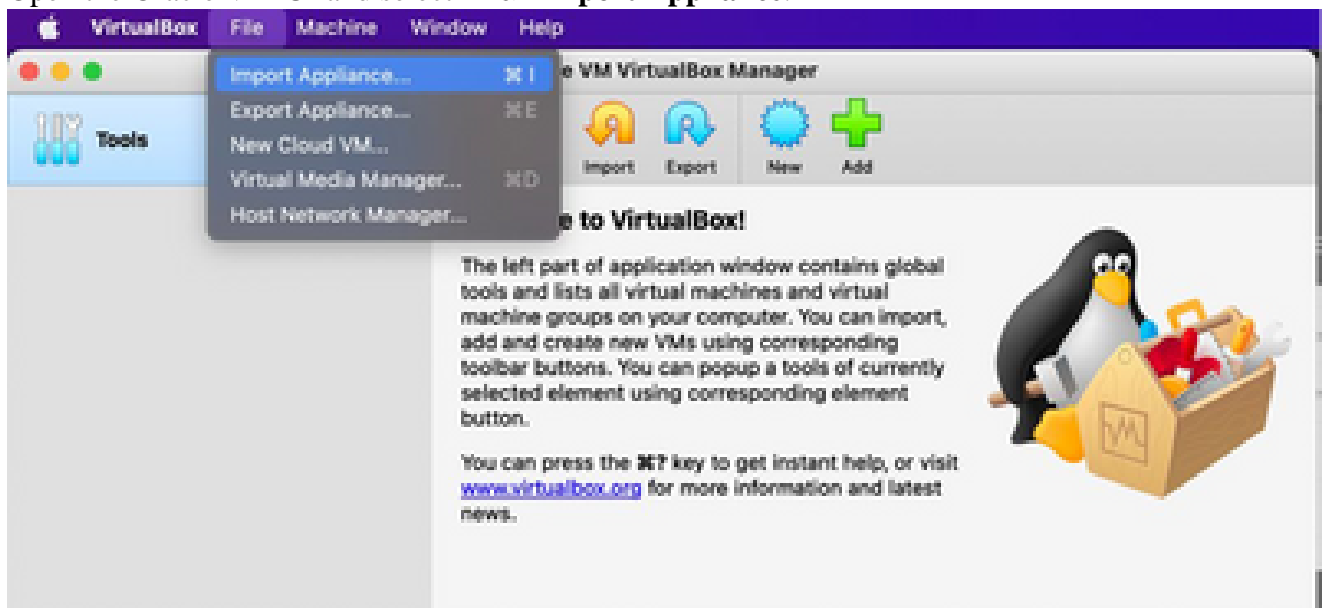 VirtualBox File Machine Window Help
e VM VirtualBox Manager
Import Appliance... ⌘ I
Export Appliance... ⌘ E
New Cloud VM...
Virtual Media Manager... ⌘ D
Host Network Manager...
Tools
Import Export New Add
e to VirtualBox!
The left part of application window contains global
tools and lists all virtual machines and virtual
machine groups on your computer. You can import,
add and create new VMs using corresponding
toolbar buttons. You can popup a tools of currently
selected element using corresponding element
button.
You can press the ⌘? key to get instant help, or visit
www.virtualbox.org for more information and latest
news.